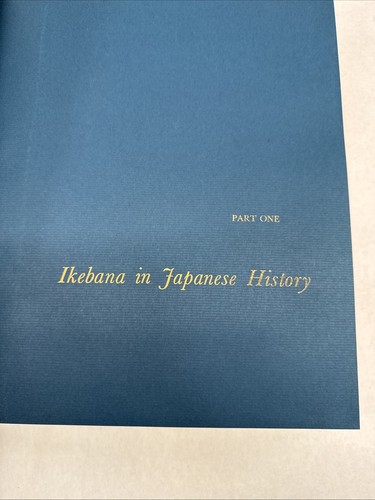 PART ONE
Ikebana in Japanese History